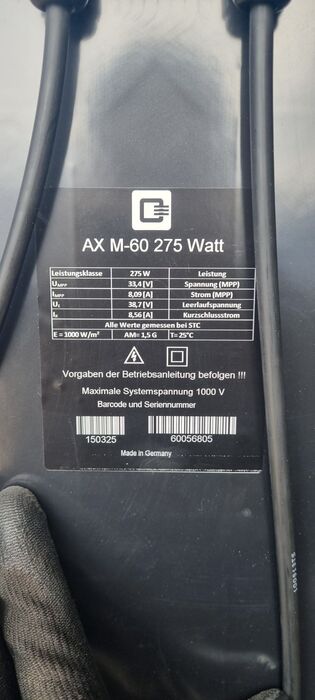 AX M-60 275 Watt
Leistungsklasse 275 W Leistung
UMPP 33,4 [V] Spannung (MPP)
IMPP 8,09 [A] Strom (MPP)
38,7 [V] Leerlaufspannung
8,56 [A] Kurzschlussstrom
Alle Werte gemessen bei STC
E = 1000 W/m² AM= 1,5 G T= 25°C
Vorgaben der Betriebsanleitung befolgen !!!
Maximale Systemspannung 1000 V
Barcode und Seriennummer
150325 60056805
Made in Germany